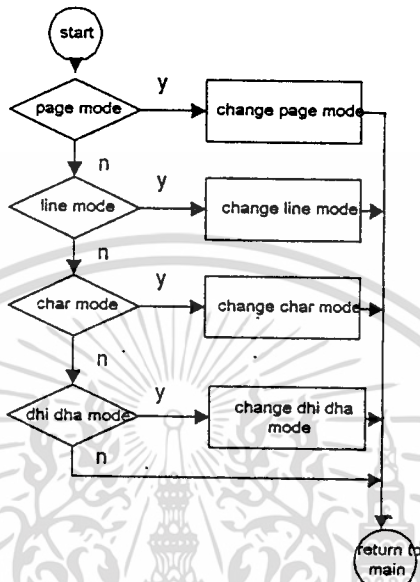 start
page mode
y
change page mode
n
line mode
y
change line mode
n
char mode
y
change char mode
n
dhi dha mode
y
change dhi dha
mode
n
return to
main